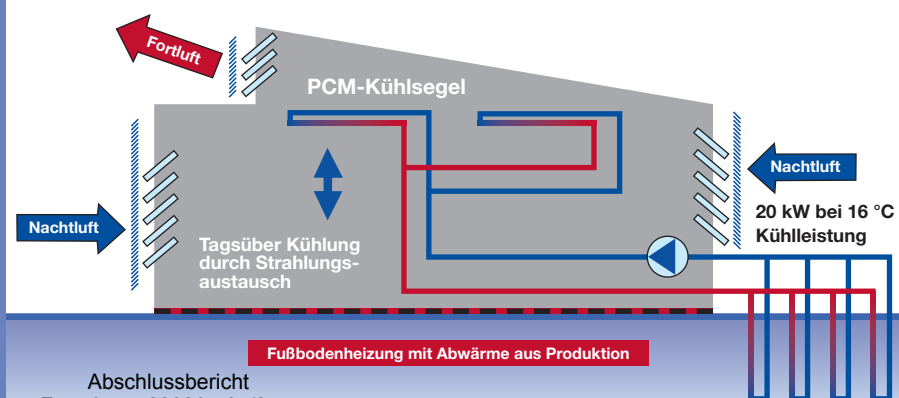 Fortluft
PCM-Kühlsegel
Nachtluft
20 kW bei 16 °C
Kühlleistung
Nachtluft
Tagsüber Kühlung
durch Strahlungs-
austausch
Fußbodenheizung mit Abwärme aus Produktion
Abschlussbericht